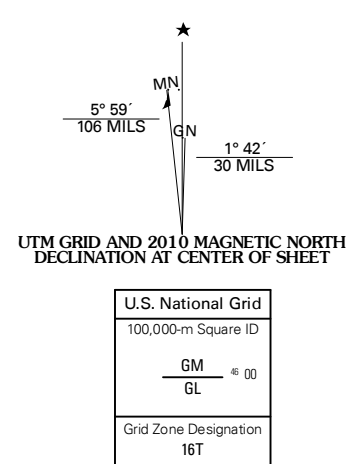 M.N.
5° 59´
106 MILS
GN
1° 42´
30 MILS
UTM GRID AND 2010 MAGNETIC NORTH
DECLINATION AT CENTER OF SHEET
U.S. National Grid
100,000-m Square ID
GM
46 00
GL
Grid Zone Designation
16T